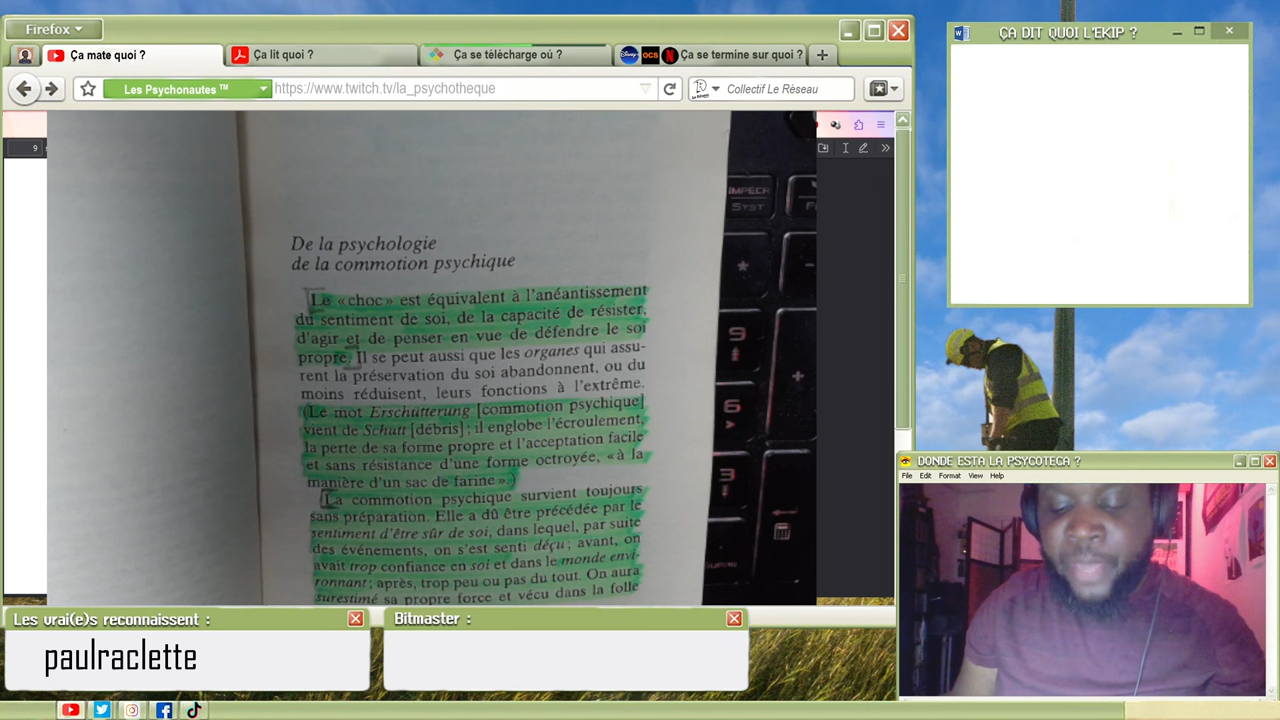 Firefox
Ça mate quoi ?
Ça lit quoi ?
Ça se télécharge où ?
Disney+
OCS
N
Ça se termine sur quoi ?
Les Psychonautes ™
https://www.twitch.tv/la_psychotheque
Collectif Le Réseau
9
De la psychologie
de la commotion psychique
Le «choc» est équivalent à l'anéantissement
du sentiment de soi, de la capacité de résister,
d'agir et de penser en vue de défendre le soi
propre. Il se peut aussi que les organes qui assu-
rent la préservation du soi abandonnent, ou du
moins réduisent, leurs fonctions à l'extrême.
(Le mot Erschütterung [commotion psychique]
vient de Schutt [débris] ; il englobe l'écroulement,
la perte de sa forme propre et l'acceptation facile
et sans résistance d'une forme octroyée, «à la
manière d'un sac de farine».)
La commotion psychique survient toujours
sans préparation. Elle a dû être précédée par le
sentiment d'être sûr de soi, dans lequel, par suite
des événements, on s'est senti déçu ; avant, on
avait trop confiance en soi et dans le monde envi-
ronnant ; après, trop peu ou pas du tout. On aura
surestimé sa propre force et vécu dans la folle
IMPÉCR
SYST
*
-
9
+
6
3
ÇA DIT QUOI L'EKIP ?
DONDE ESTA LA PSYCOTECA ?
File Edit Format View Help
Les vrai(e)s reconnaissent :
paulraclette
Bitmaster :